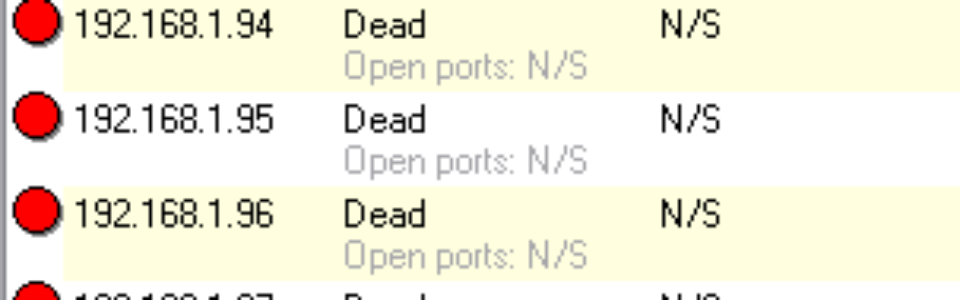 192.168.1.94 Dead N/S
Open ports: N/S
192.168.1.95 Dead N/S
Open ports: N/S
192.168.1.96 Dead N/S
Open ports: N/S